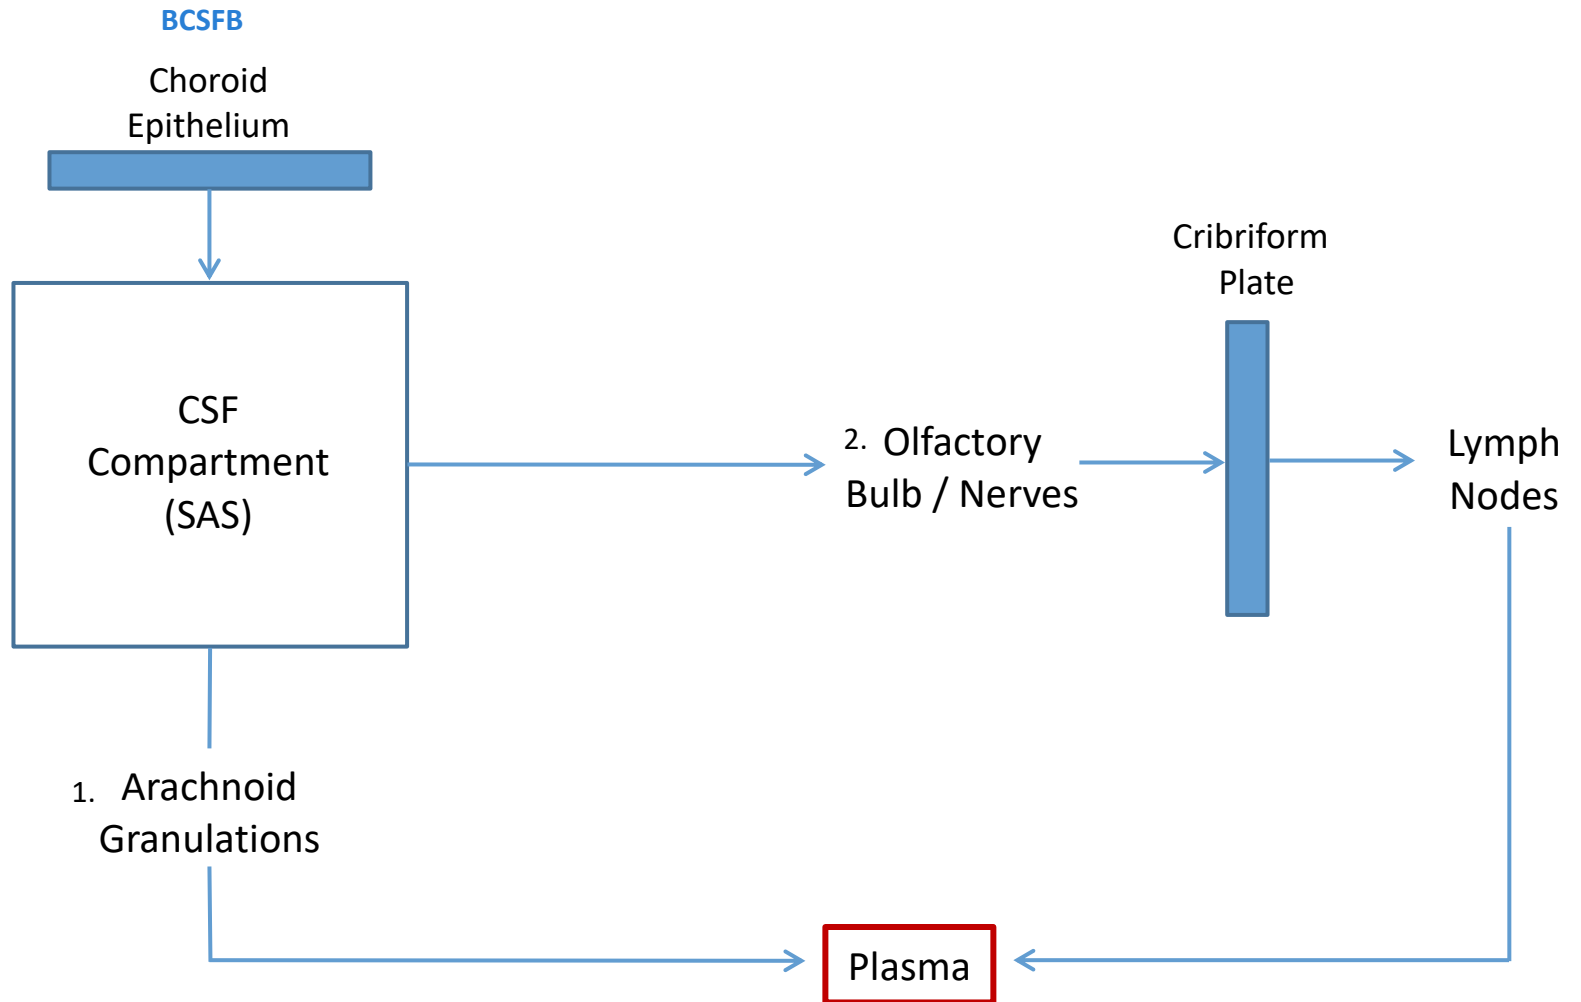 BCSFB
Choroid
Epithelium
Cribriform
Plate
CSF
Compartment
(SAS)
2. Olfactory
Bulb / Nerves
Lymph
Nodes
1. Arachnoid
Granulations
Plasma